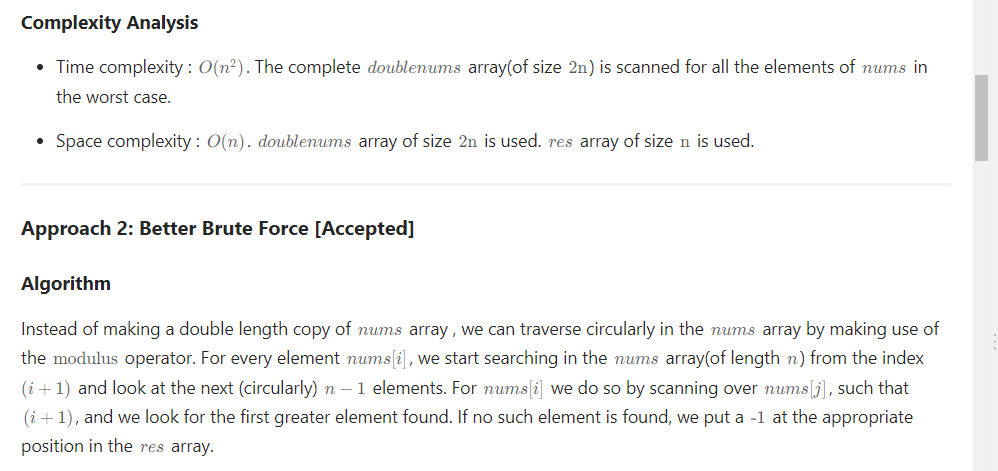 Complexity Analysis
• Time complexity : O(n²). The complete doublenums array(of size 2n) is scanned for all the elements of nums in
the worst case.
• Space complexity : O(n). doublenums array of size 2n is used. res array of size n is used.
Approach 2: Better Brute Force [Accepted]
Algorithm
Instead of making a double length copy of nums array , we can traverse circularly in the nums array by making use of
the modulus operator. For every element nums[i], we start searching in the nums array(of length n) from the index
(i + 1) and look at the next (circularly) n − 1 elements. For nums[i] we do so by scanning over nums[j], such that
(i + 1), and we look for the first greater element found. If no such element is found, we put a -1 at the appropriate
position in the res array.